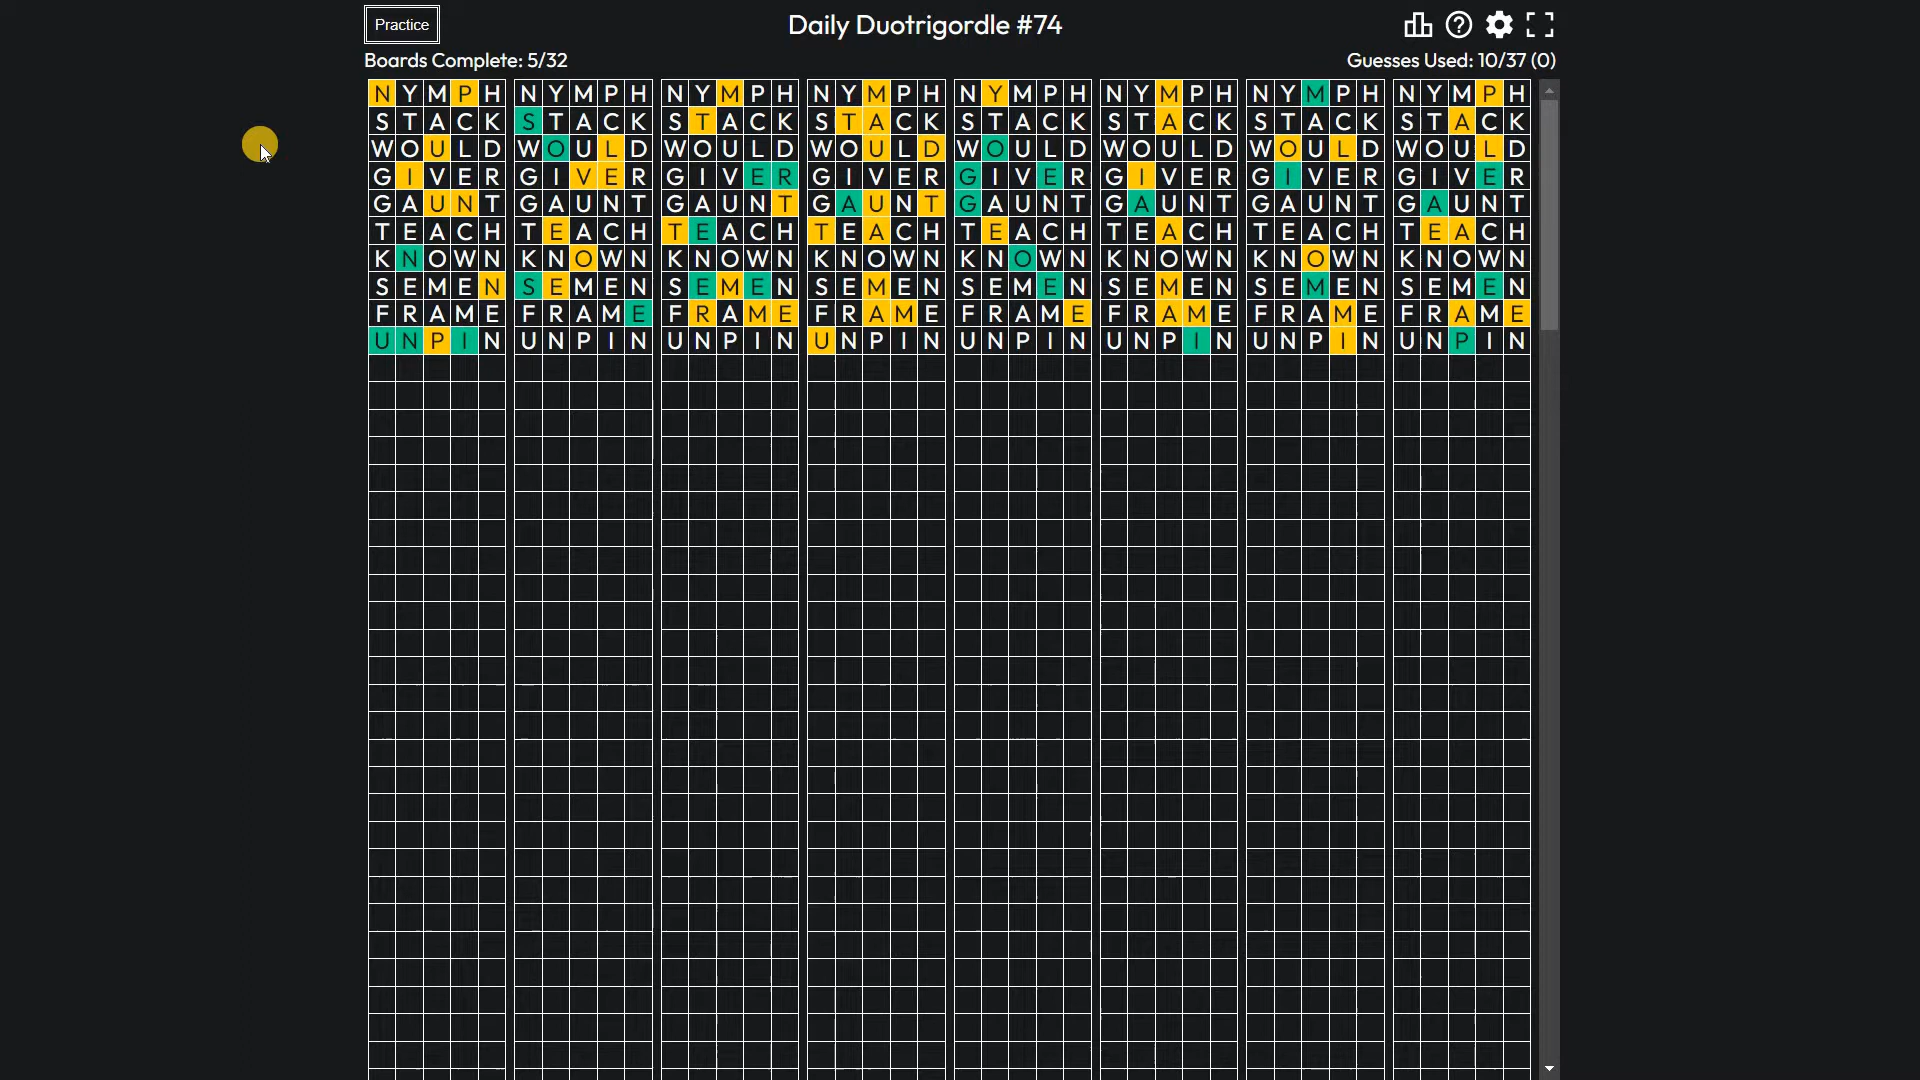 Practice
Daily Duotrigordle #74
Boards Complete: 5/32
Guesses Used: 10/37 (0)
NYMPH NYMPH NYMPH NYMPH NYMPH NYMPH NYMPH NYMPH
STACK STACK STACK STACK STACK STACK STACK STACK
WOULD WOULD WOULD WOULD WOULD WOULD WOULD WOULD
GIVER GIVER GIVER GIVER GIVER GIVER GIVER GIVER
GAUNT GAUNT GAUNT GAUNT GAUNT GAUNT GAUNT GAUNT
TEACH TEACH TEACH TEACH TEACH TEACH TEACH TEACH
KNOWN KNOWN KNOWN KNOWN KNOWN KNOWN KNOWN KNOWN
SEMEN SEMEN SEMEN SEMEN SEMEN SEMEN SEMEN SEMEN
FRAME FRAME FRAME FRAME FRAME FRAME FRAME FRAME
UNPIN UNPIN UNPIN UNPIN UNPIN UNPIN UNPIN UNPIN